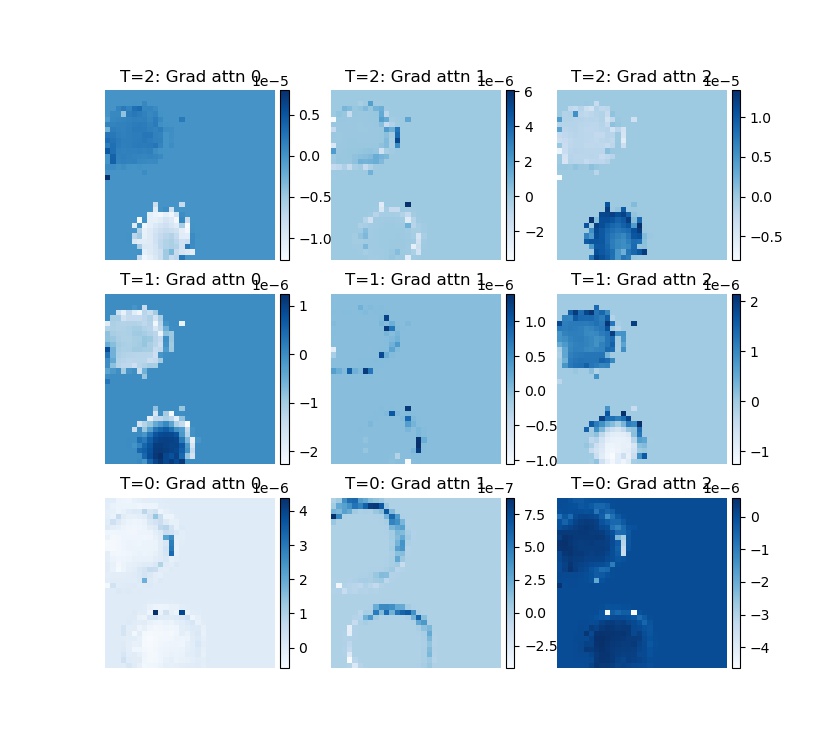 T=2: Grad attn 0
1e−5
0.5
0.0
−0.5
−1.0
T=2: Grad attn 1
1e−6
6
4
2
0
−2
T=2: Grad attn 2
1e−5
1.0
0.5
0.0
−0.5
T=1: Grad attn 0
1e−6
1
0
−1
−2
T=1: Grad attn 1
1e−6
1.0
0.5
0.0
−0.5
−1.0
T=1: Grad attn 2
1e−6
2
1
0
−1
T=0: Grad attn 0
1e−6
4
3
2
1
0
T=0: Grad attn 1
1e−7
7.5
5.0
2.5
0.0
−2.5
T=0: Grad attn 2
1e−6
0
−1
−2
−3
−4